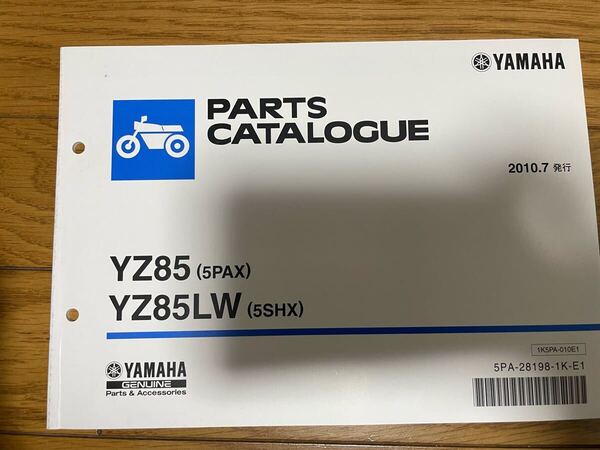 YAMAHA
PARTS
CATALOGUE
2010.7 発行
YZ85 (5PAX)
YZ85LW (5SHX)
1K5PA-010E1
5PA-28198-1K-E1
YAMAHA
GENUINE
Parts & Accessories